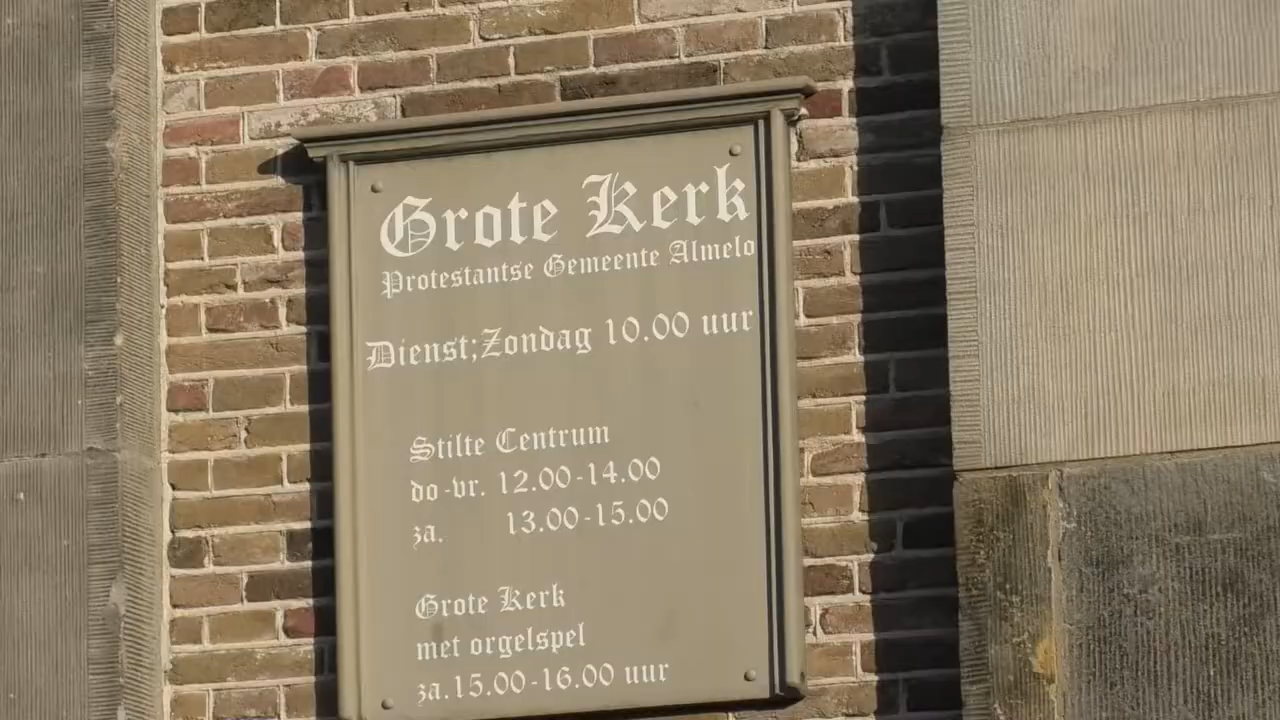 Grote Kerk
Protestantse Gemeente Almelo
Dienst;Zondag 10.00 uur
Stilte Centrum
do-vr. 12.00-14.00
za. 13.00-15.00
Grote Kerk
met orgelspel
za.15.00-16.00 uur